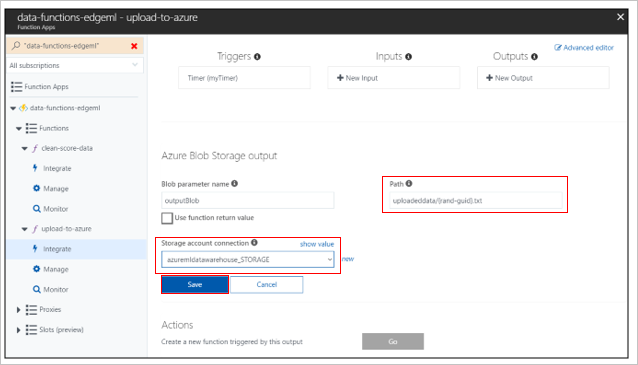 data-functions-edgeml - upload-to-azure
Function Apps
"data-functions-edgeml"
All subscriptions
Function Apps
data-functions-edgeml
Functions
clean-score-data
Integrate
Manage
Monitor
upload-to-azure
Integrate
Manage
Monitor
Proxies
Slots (preview)
Advanced editor
Triggers
Inputs
Outputs
Timer (myTimer)
New Input
New Output
Azure Blob Storage output
Blob parameter name
Path
outputBlob
uploadeddata/{rand-guid}.txt
Use function return value
Storage account connection
show value
azuremldatawarehouse_STORAGE
new
Save
Cancel
Actions
Create a new function triggered by this output
Go